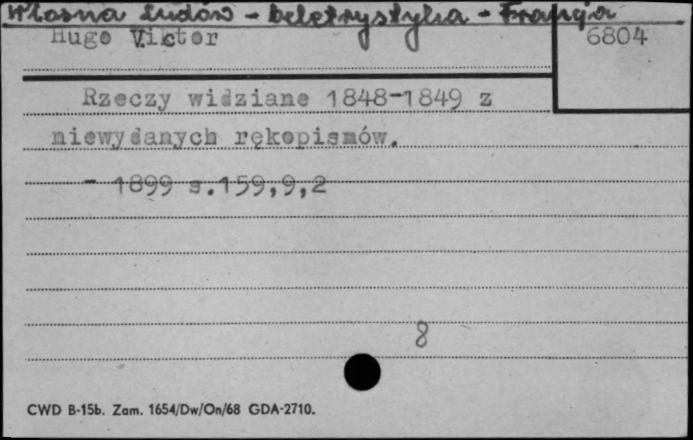 Wiosna Ludów - beletrystyka - Francja
Hugo Victor
6804
Rzeczy widziane 1848-1849 z
niewydanych rękopismów.
- 1899 s.159,9,2
8
CWD B-15b. Zam. 1654/Dw/On/68 GDA-2710.